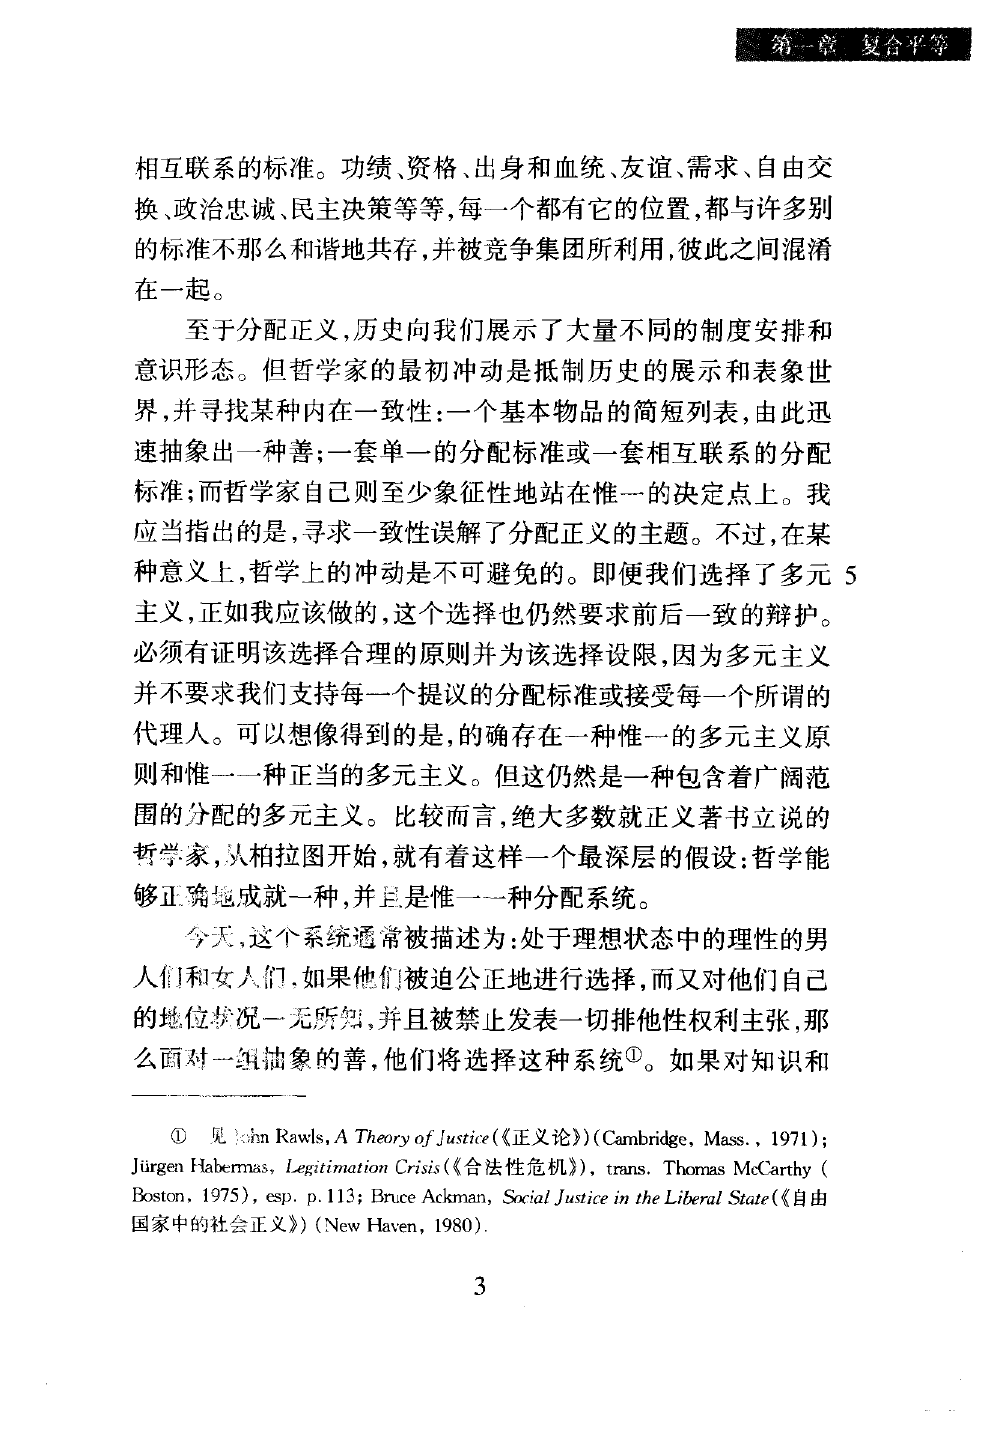 第一章 复合平等
相互联系的标准。功绩、资格、出身和血统、友谊、需求、自由交
换、政治忠诚、民主决策等等,每一个都有它的位置,都与许多别
的标准不那么和谐地共存,并被竞争集团所利用,彼此之间混淆
在一起。
至于分配正义,历史向我们展示了大量不同的制度安排和
意识形态。但哲学家的最初冲动是抵制历史的展示和表象世
界,并寻找某种内在一致性:一个基本物品的简短列表,由此迅
速抽象出一种善;一套单一的分配标准或一套相互联系的分配
标准;而哲学家自己则至少象征性地站在惟一的决定点上。我
应当指出的是,寻求一致性误解了分配正义的主题。不过,在某
种意义上,哲学上的冲动是不可避免的。即便我们选择了多元 5
主义,正如我应该做的,这个选择也仍然要求前后一致的辩护。
必须有证明该选择合理的原则并为该选择设限,因为多元主义
并不要求我们支持每一个提议的分配标准或接受每一个所谓的
代理人。可以想像得到的是,的确存在一种惟一的多元主义原
则和惟一一种正当的多元主义。但这仍然是一种包含着广阔范
围的分配的多元主义。比较而言,绝大多数就正义著书立说的
哲学家,从柏拉图开始,就有着这样一个最深层的假设:哲学能
够正确地成就一种,并且是惟一一种分配系统。
今天,这个系统通常被描述为:处于理想状态中的理性的男
人们和女人们,如果他们被迫公正地进行选择,而又对他们自己
的地位状况一无所知,并且被禁止发表一切排他性权利主张,那
么面对一组抽象的善,他们将选择这种系统①。如果对知识和
① 见 John Rawls, A Theory of Justice(《正义论》)(Cambridge, Mass., 1971);
Jürgen Habermas, Legitimation Crisis(《合法性危机》), trans. Thomas McCarthy (
Boston, 1975), esp. p.113; Bruce Ackman, Social Justice in the Liberal State(《自由
国家中的社会正义》) (New Haven, 1980).
3